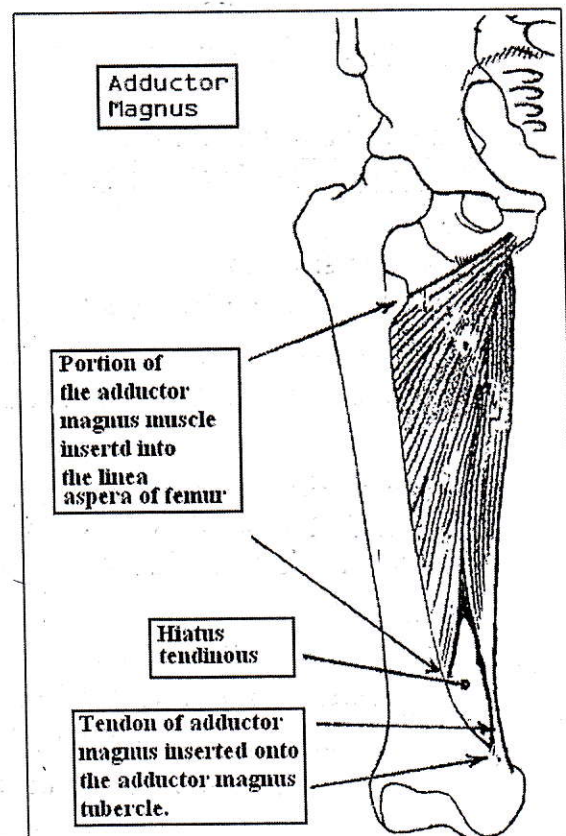 Adductor
Magnus
Portion of
the adductor
magnus muscle
insertd into
the linea
aspera of femur
Hiatus
tendinous
Tendon of adductor
magnus inserted onto
the adductor magnus
tubercle.